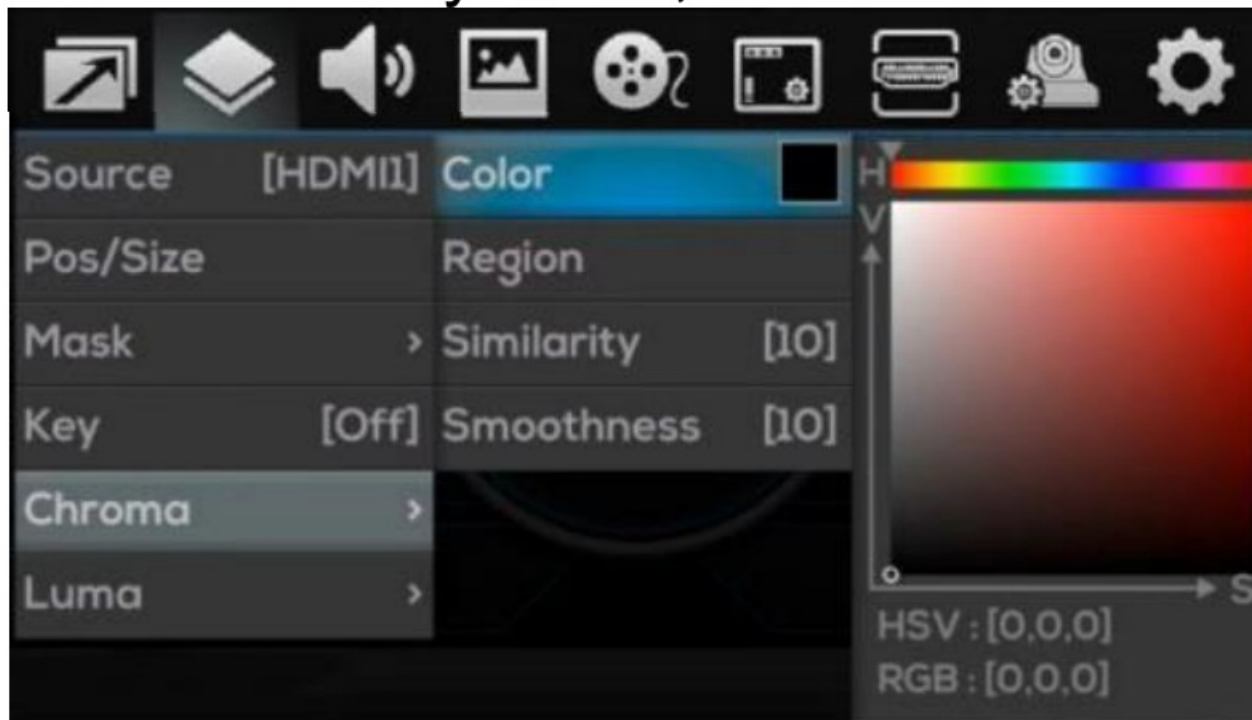 Source [HDMI1]
Pos/Size
Mask >
Key [Off]
Chroma >
Luma >
Color
Region
Similarity [10]
Smoothness [10]
H
V
S
HSV : [0,0,0]
RGB : [0,0,0]